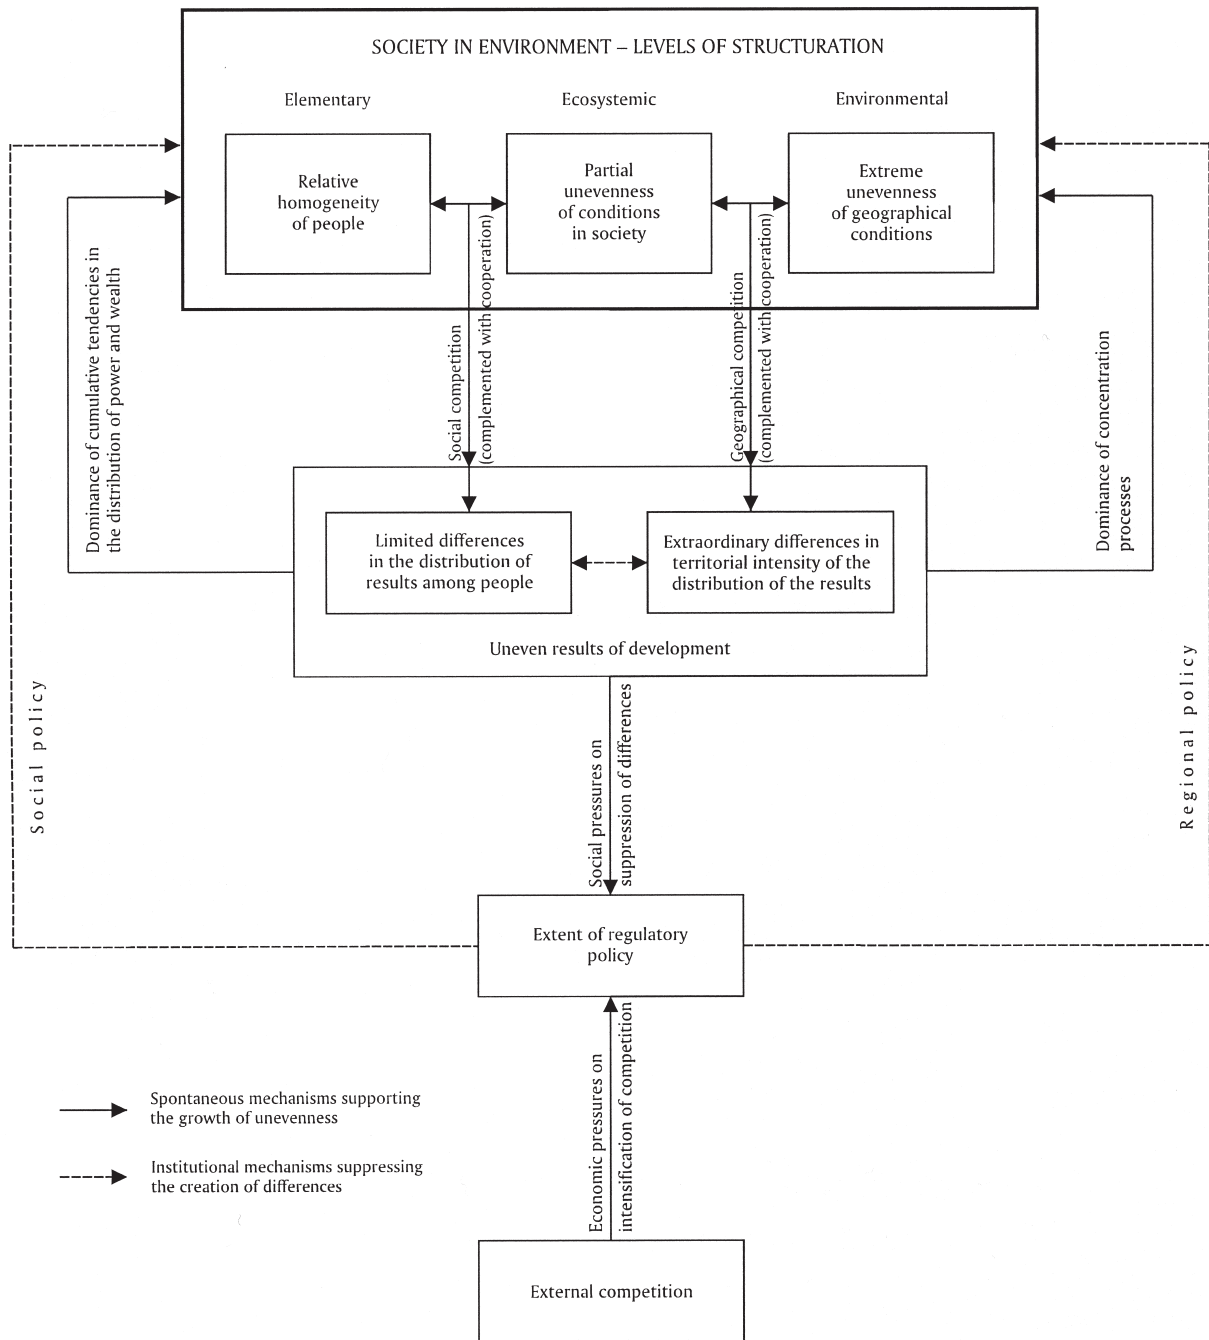 SOCIETY IN ENVIRONMENT – LEVELS OF STRUCTURATION
Elementary
Ecosystemic
Environmental
Relative
homogeneity
of people
Partial
unevenness
of conditions
in society
Extreme
unevenness
of geographical
conditions
Dominance of cumulative tendencies in
the distribution of power and wealth
Social competition
(complemented with cooperation)
Geographical competition
(complemented with cooperation)
Dominance of concentration
processes
Limited differences
in the distribution of
results among people
Extraordinary differences in
territorial intensity of the
distribution of the results
Uneven results of development
Social policy
Regional policy
Social pressures on
suppression of differences
Extent of regulatory
policy
Economic pressures on
intensification of competition
Spontaneous mechanisms supporting
the growth of unevenness
Institutional mechanisms suppressing
the creation of differences
External competition